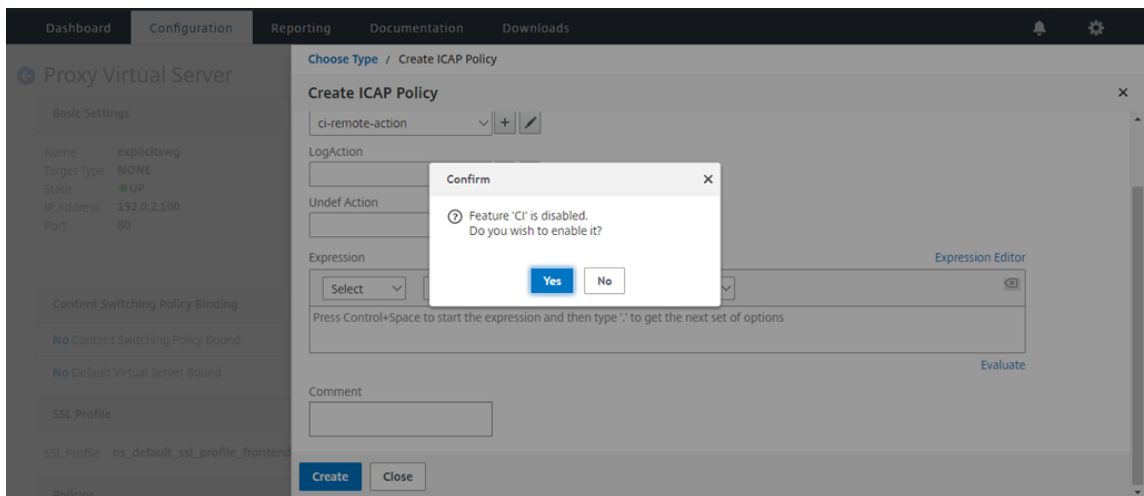 Dashboard Configuration Reporting Documentation Downloads
Proxy Virtual Server
Basic Settings
Name explicitswg
Target Type NONE
State UP
IP Address 192.0.2.100
Port 80
Content Switching Policy Binding
No Content Switching Policy Bound
No Default Virtual Server Bound
SSL Profile
SSL Profile ns_default_ssl_profile_frontend
Policies
Choose Type / Create ICAP Policy
Create ICAP Policy
ci-remote-action
LogAction
Undef Action
Expression
Expression Editor
Select
Press Control+Space to start the expression and then type '.' to get the next set of options
Evaluate
Comment
Create Close
Confirm
Feature 'CI' is disabled.
Do you wish to enable it?
Yes No